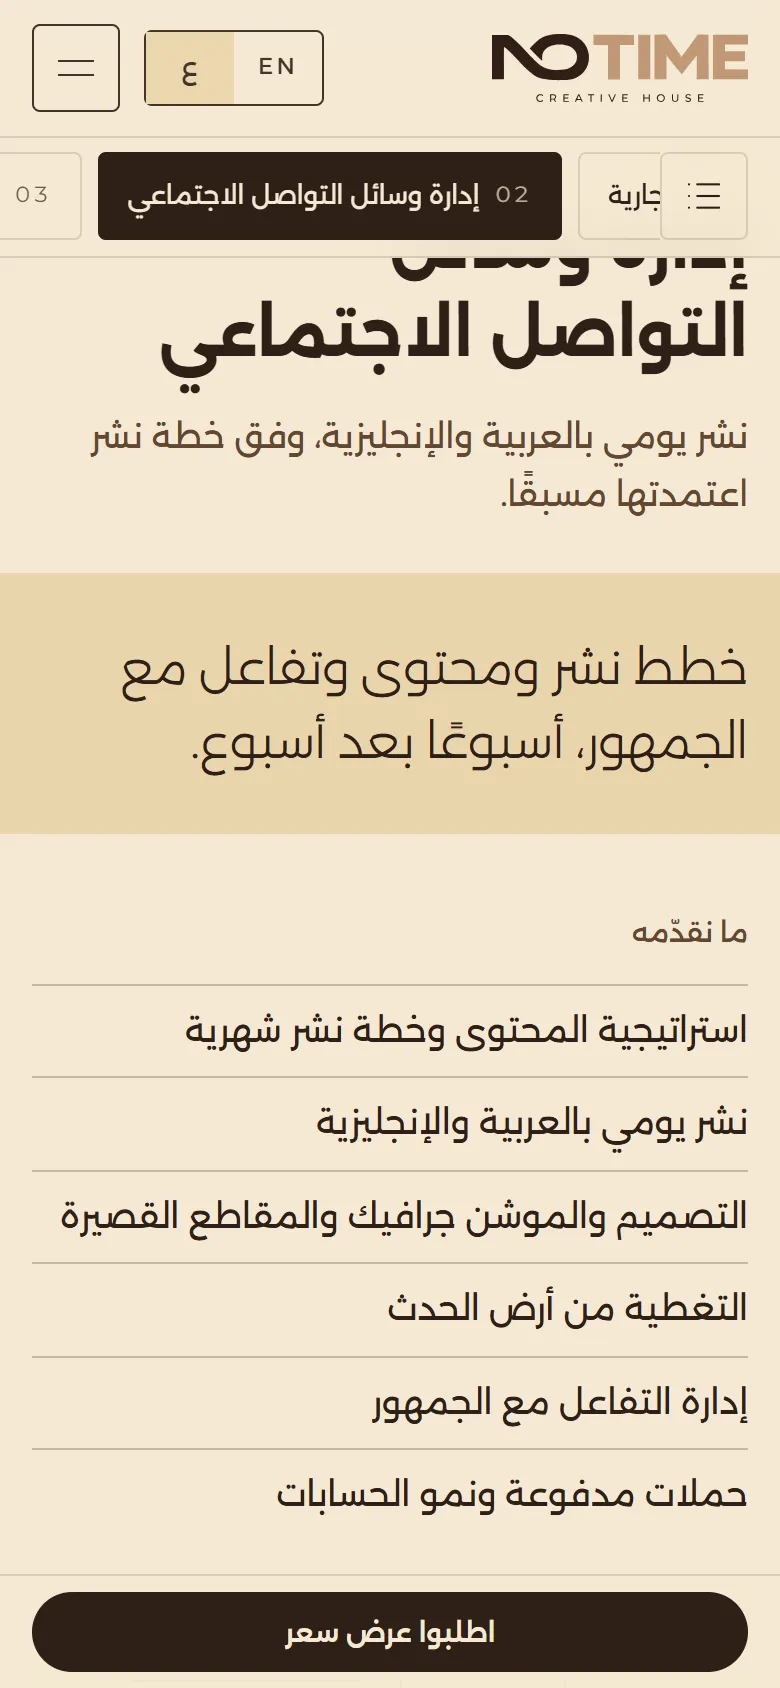 NOTIME
CREATIVE HOUSE
EN
ع
جارية
02 إدارة وسائل التواصل الاجتماعي
03
إدارة وسائل
التواصل الاجتماعي
نشر يومي بالعربية والإنجليزية، وفق خطة نشر
اعتمدتها مسبقًا.
خطط نشر ومحتوى وتفاعل مع
الجمهور، أسبوعًا بعد أسبوع.
ما نقدّمه
استراتيجية المحتوى وخطة نشر شهرية
نشر يومي بالعربية والإنجليزية
التصميم والموشن جرافيك والمقاطع القصيرة
التغطية من أرض الحدث
إدارة التفاعل مع الجمهور
حملات مدفوعة ونمو الحسابات
اطلبوا عرض سعر